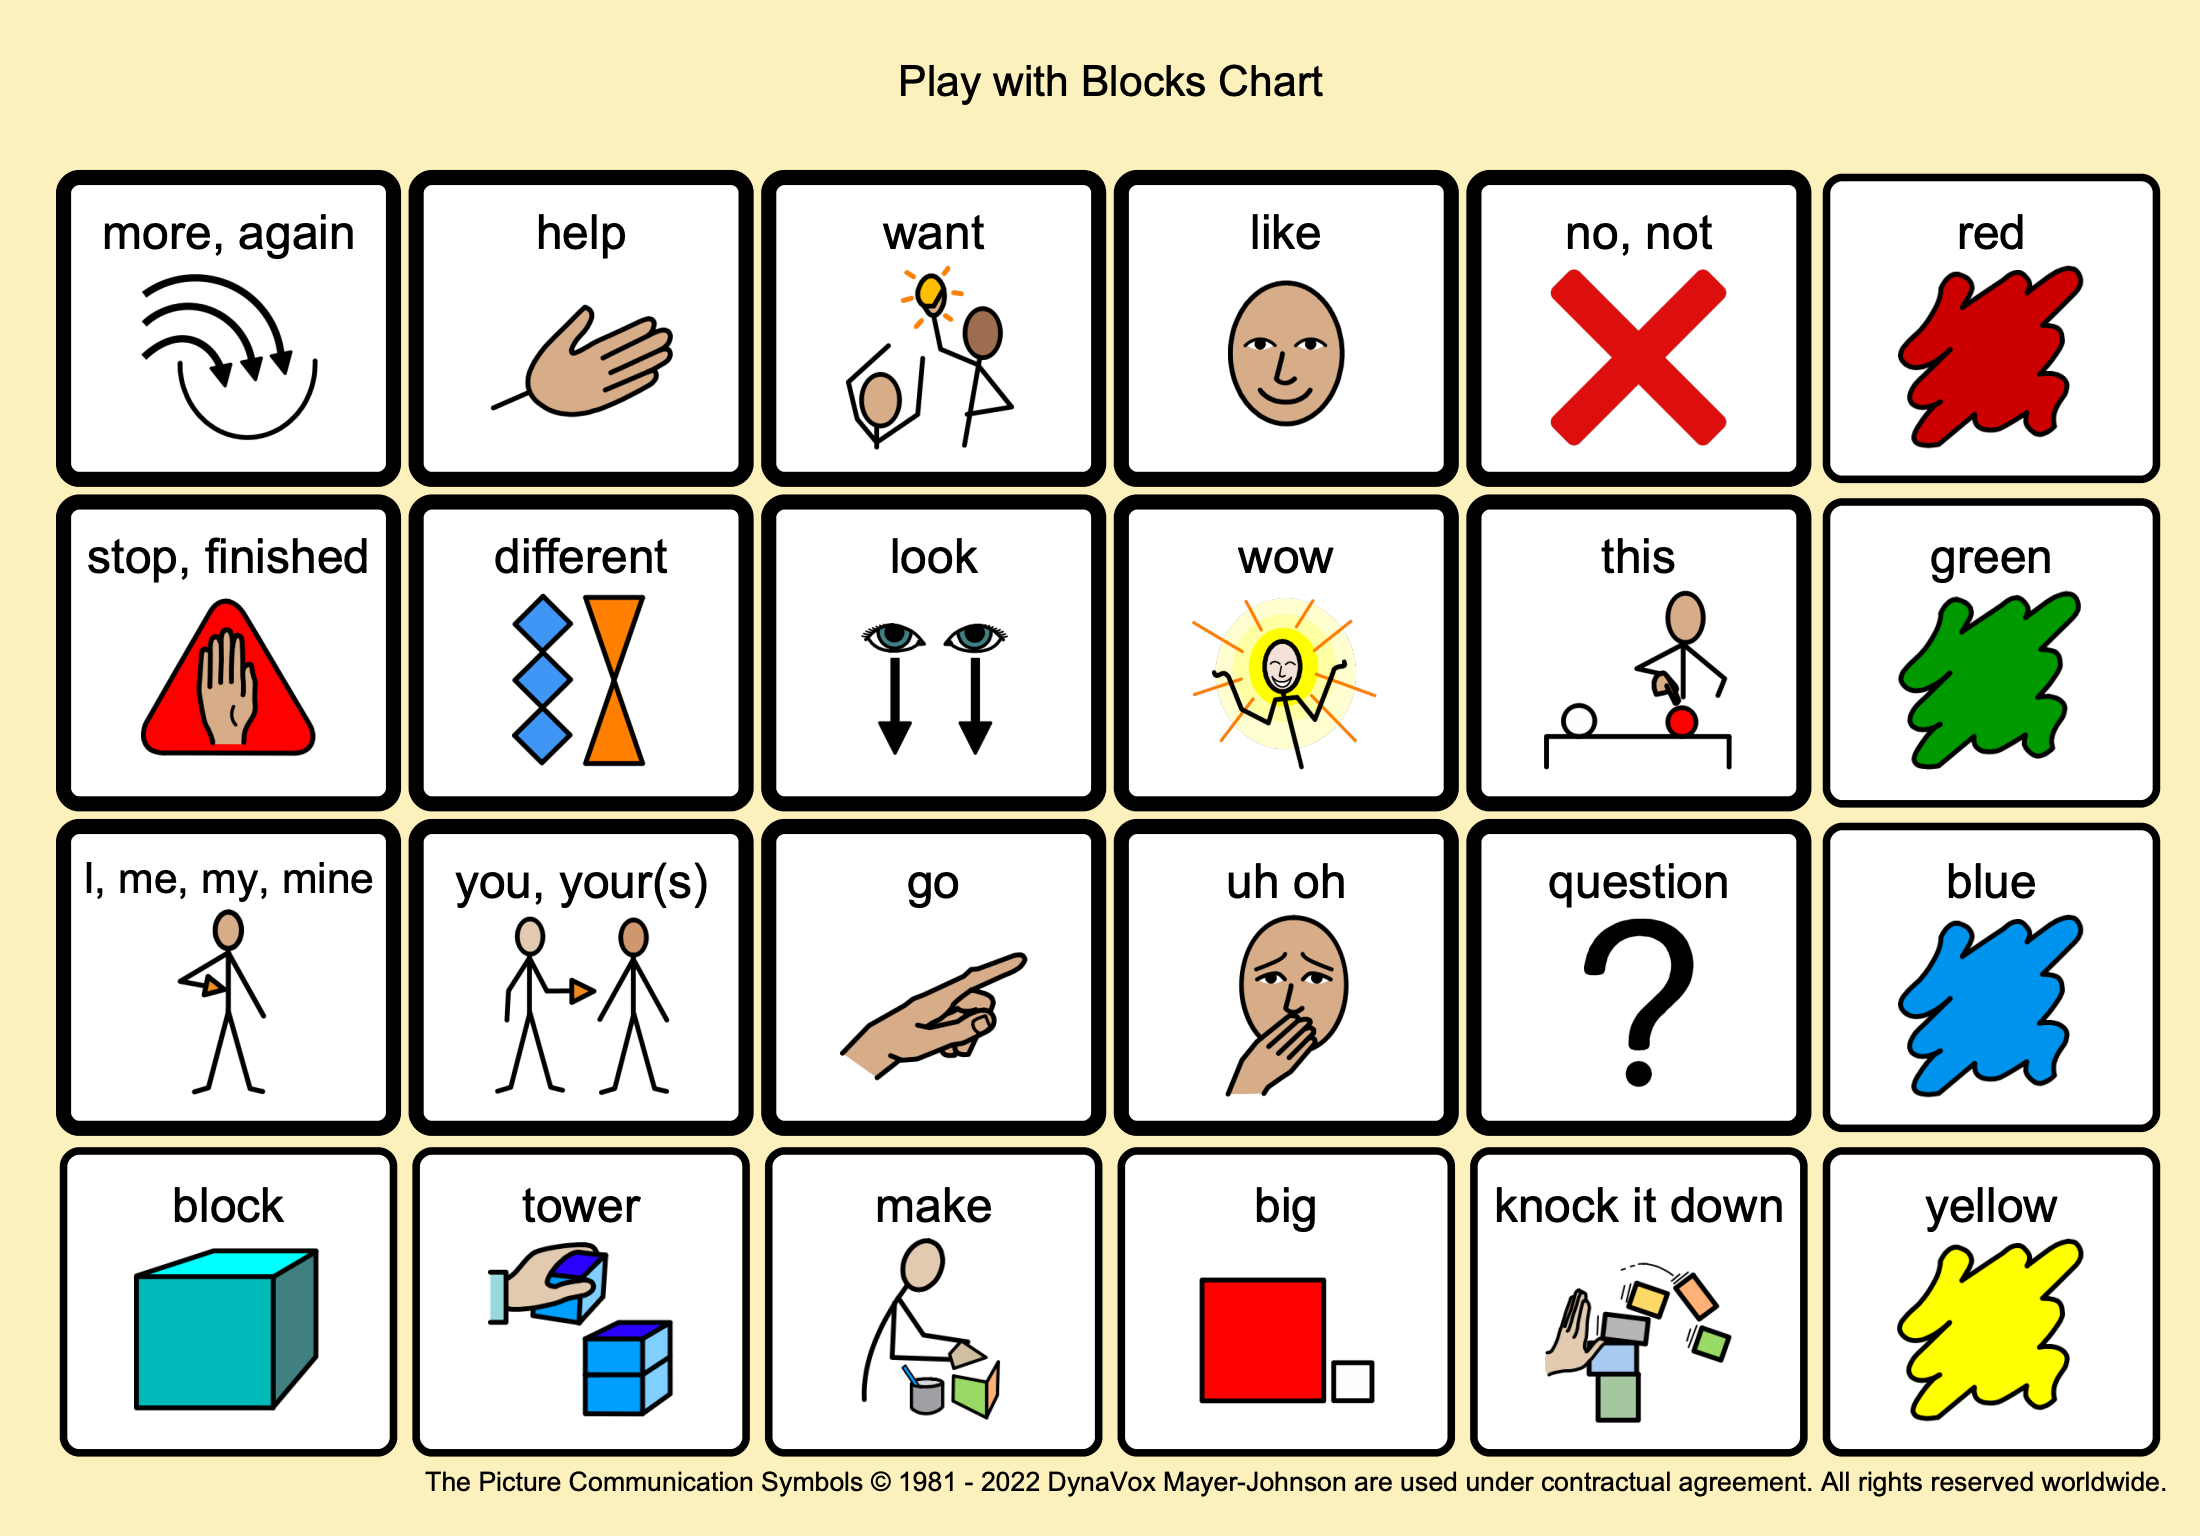 Play with Blocks Chart
more, again
help
want
like
no, not
red
stop, finished
different
look
wow
this
green
I, me, my, mine
you, your(s)
go
uh oh
question
?
blue
block
tower
make
big
knock it down
yellow
The Picture Communication Symbols © 1981 - 2022 DynaVox Mayer-Johnson are used under contractual agreement. All rights reserved worldwide.